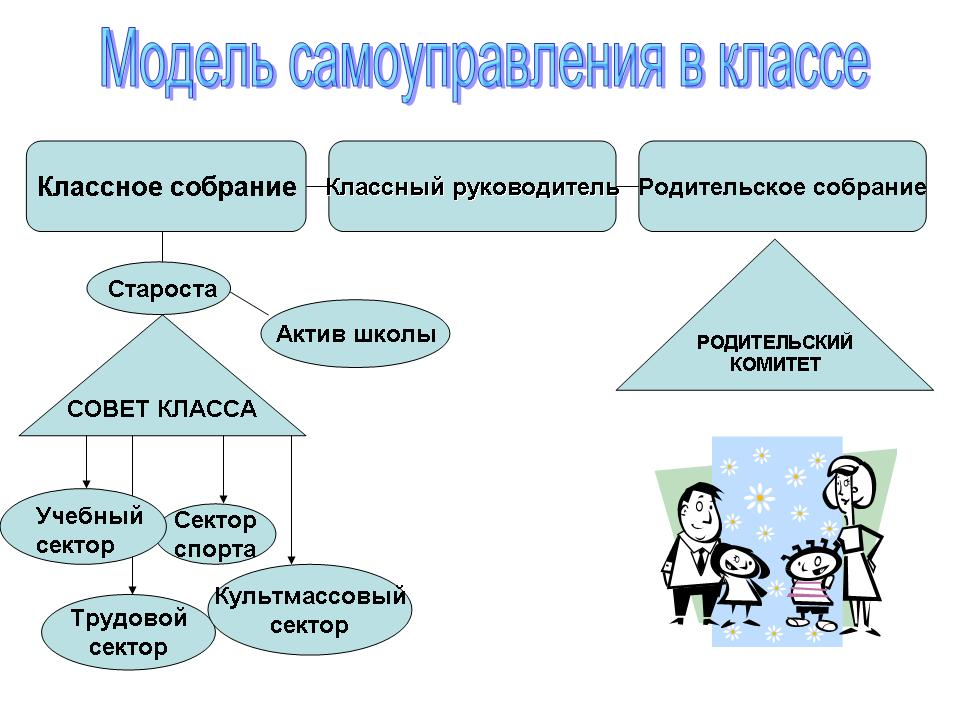 Модель самоуправления в классе
Классное собрание
Классный руководитель
Родительское собрание
Староста
Актив школы
РОДИТЕЛЬСКИЙ
КОМИТЕТ
СОВЕТ КЛАССА
Учебный
сектор
Сектор
спорта
Трудовой
сектор
Культмассовый
сектор